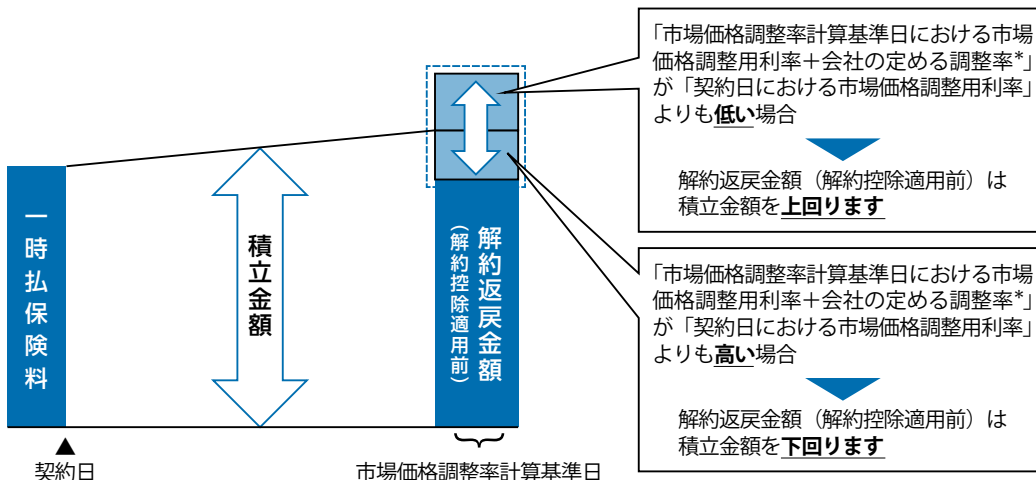 「市場価格調整率計算基準日における市場
価格調整用利率＋会社の定める調整率*」
が「契約日における市場価格調整用利率」
よりも低い場合
解約返戻金額（解約控除適用前）は
積立金額を上回ります
一時払保険料
積立金額
解約返戻金額
（解約控除適用前）
「市場価格調整率計算基準日における市場
価格調整用利率＋会社の定める調整率*」
が「契約日における市場価格調整用利率」
よりも高い場合
解約返戻金額（解約控除適用前）は
積立金額を下回ります
契約日
市場価格調整率計算基準日